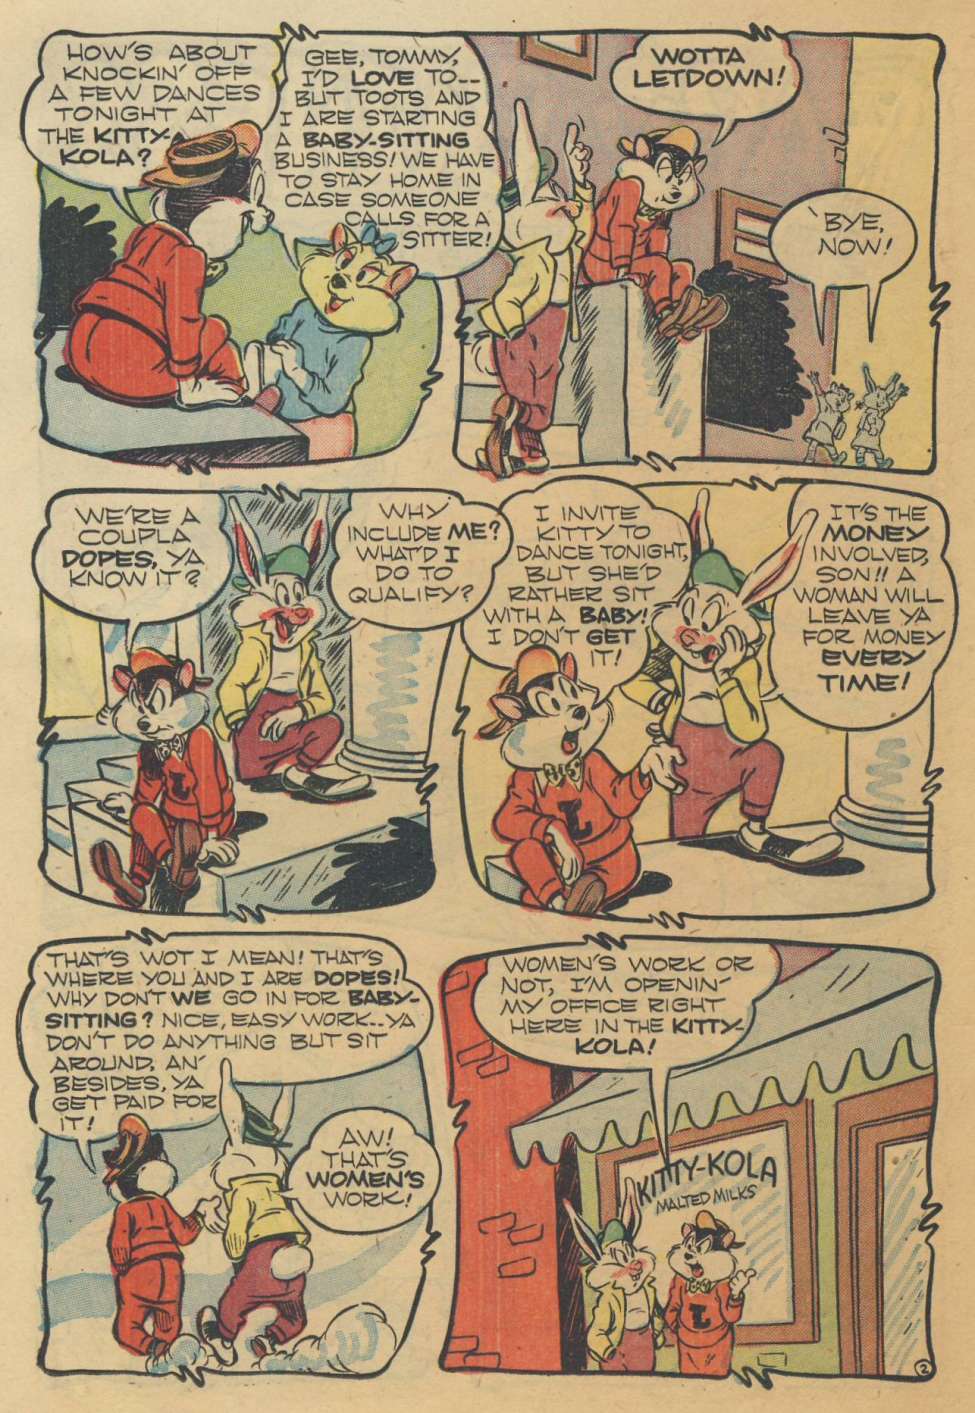 HOW'S ABOUT
KNOCKIN' OFF
A FEW DANCES
TONIGHT AT
THE KITTY-
KOLA?
GEE, TOMMY,
I'D LOVE TO--
BUT TOOTS AND
I ARE STARTING
A BABY-SITTING
BUSINESS! WE HAVE
TO STAY HOME IN
CASE SOMEONE
CALLS FOR A
SITTER!
WOTTA
LETDOWN!
'BYE,
NOW!
WE'RE A
COUPLA
DOPES, YA
KNOW IT?
WHY
INCLUDE ME?
WHAT'D I
DO TO
QUALIFY?
I INVITE
KITTY TO
DANCE TONIGHT,
BUT SHE'D
RATHER SIT
WITH A BABY!
I DON'T GET
IT!
IT'S THE
MONEY
INVOLVED,
SON!! A
WOMAN WILL
LEAVE YA
FOR MONEY
EVERY
TIME!
L
L
THAT'S WOT I MEAN! THAT'S
WHERE YOU AND I ARE DOPES!
WHY DON'T WE GO IN FOR BABY-
SITTING? NICE, EASY WORK--YA
DON'T DO ANYTHING BUT SIT
AROUND, AN'
BESIDES, YA
GET PAID FOR
IT!
AW!
THAT'S
WOMEN'S
WORK!
WOMEN'S WORK OR
NOT, I'M OPENIN'
MY OFFICE RIGHT
HERE IN THE KITTY-
KOLA!
KITTY-KOLA
MALTED MILKS
L
2